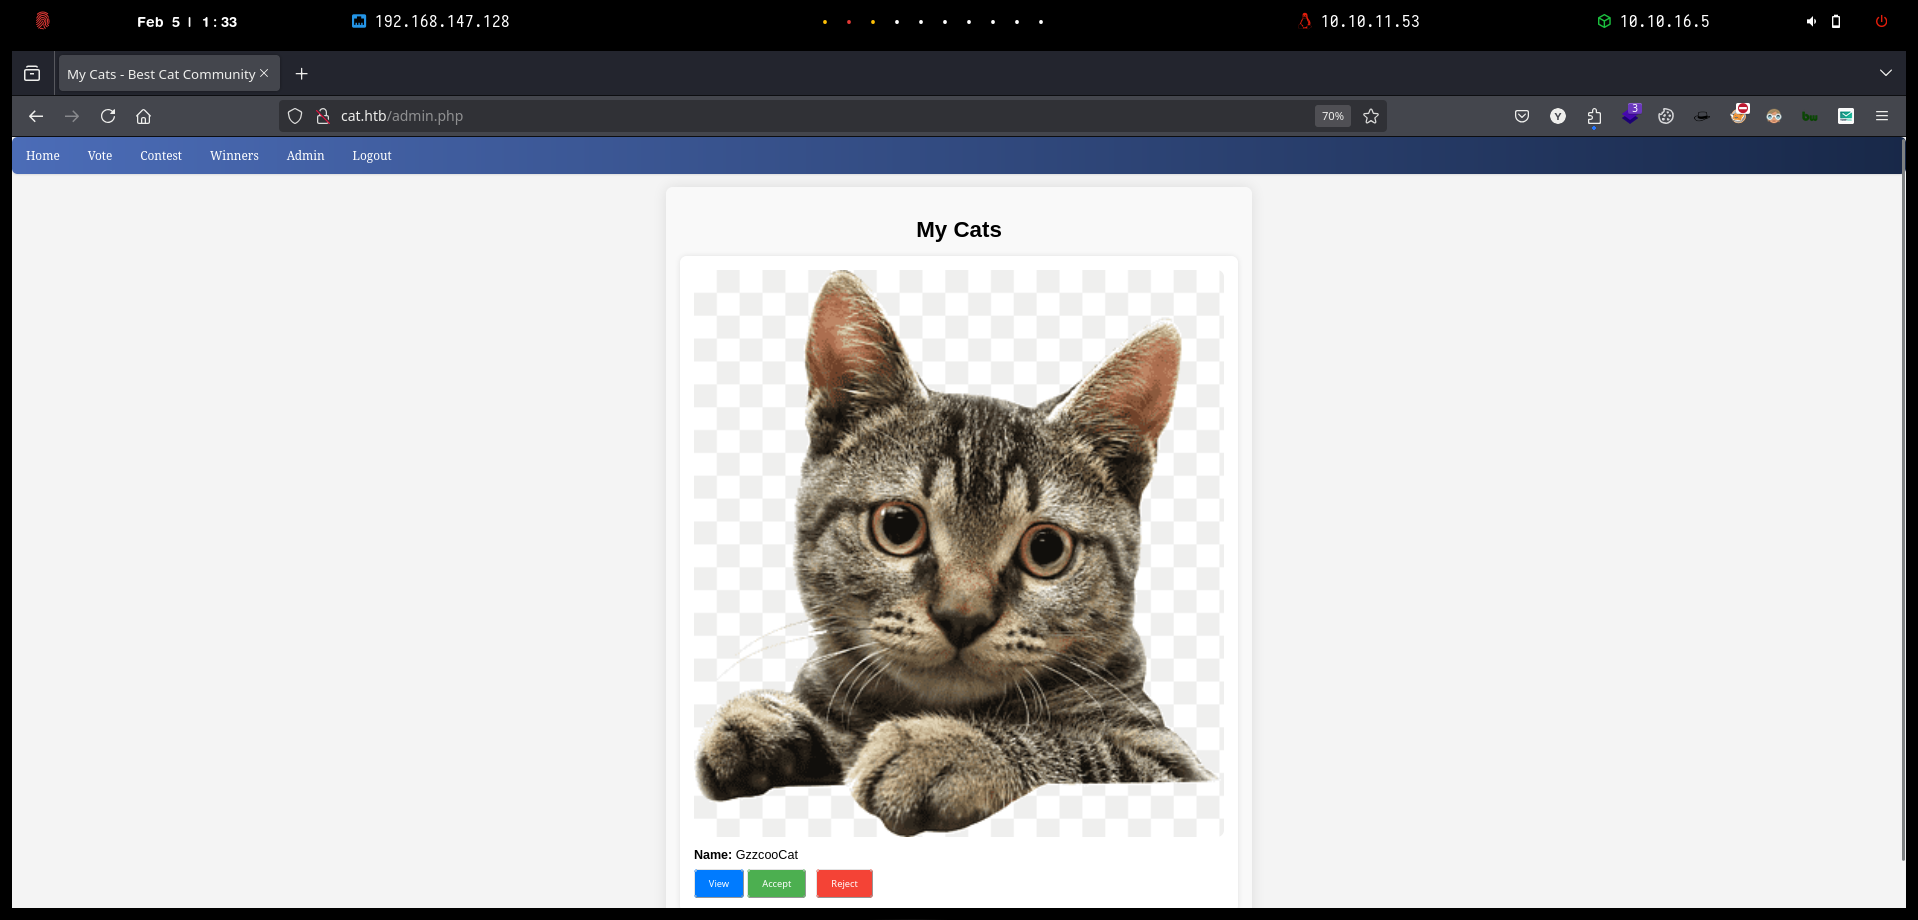 Feb 5 | 1:33 192.168.147.128 10.10.11.53 10.10.16.5
My Cats - Best Cat Community
cat.htb/admin.php 70% Y 3 bw
Home Vote Contest Winners Admin Logout
My Cats
Name: GzzcooCat
View Accept Reject